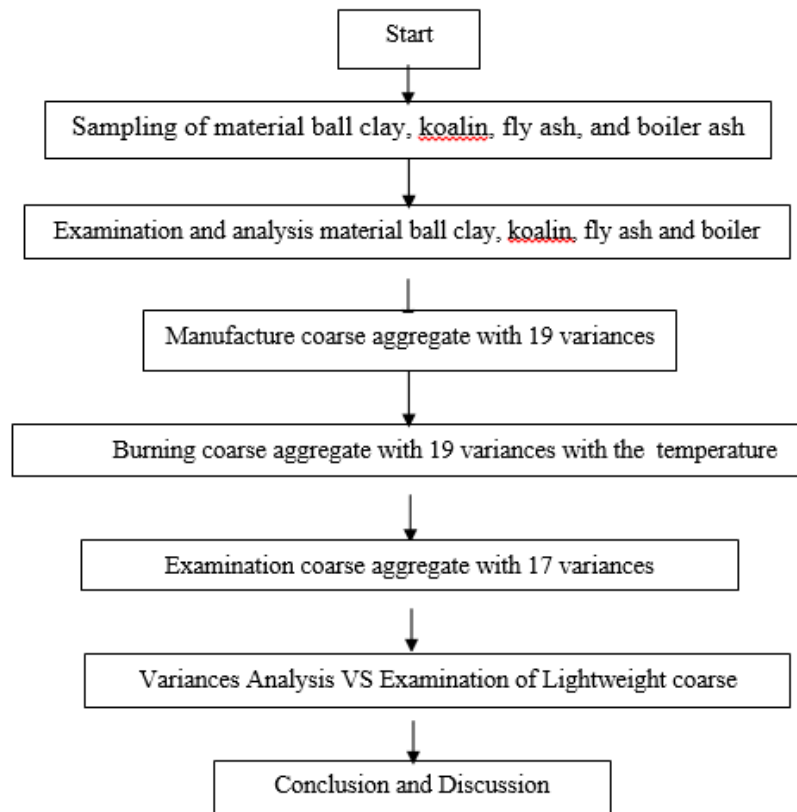 Start
Sampling of material ball clay, koalin, fly ash, and boiler ash
Examination and analysis material ball clay, koalin, fly ash and boiler
Manufacture coarse aggregate with 19 variances
Burning coarse aggregate with 19 variances with the temperature
Examination coarse aggregate with 17 variances
Variances Analysis VS Examination of Lightweight coarse
Conclusion and Discussion